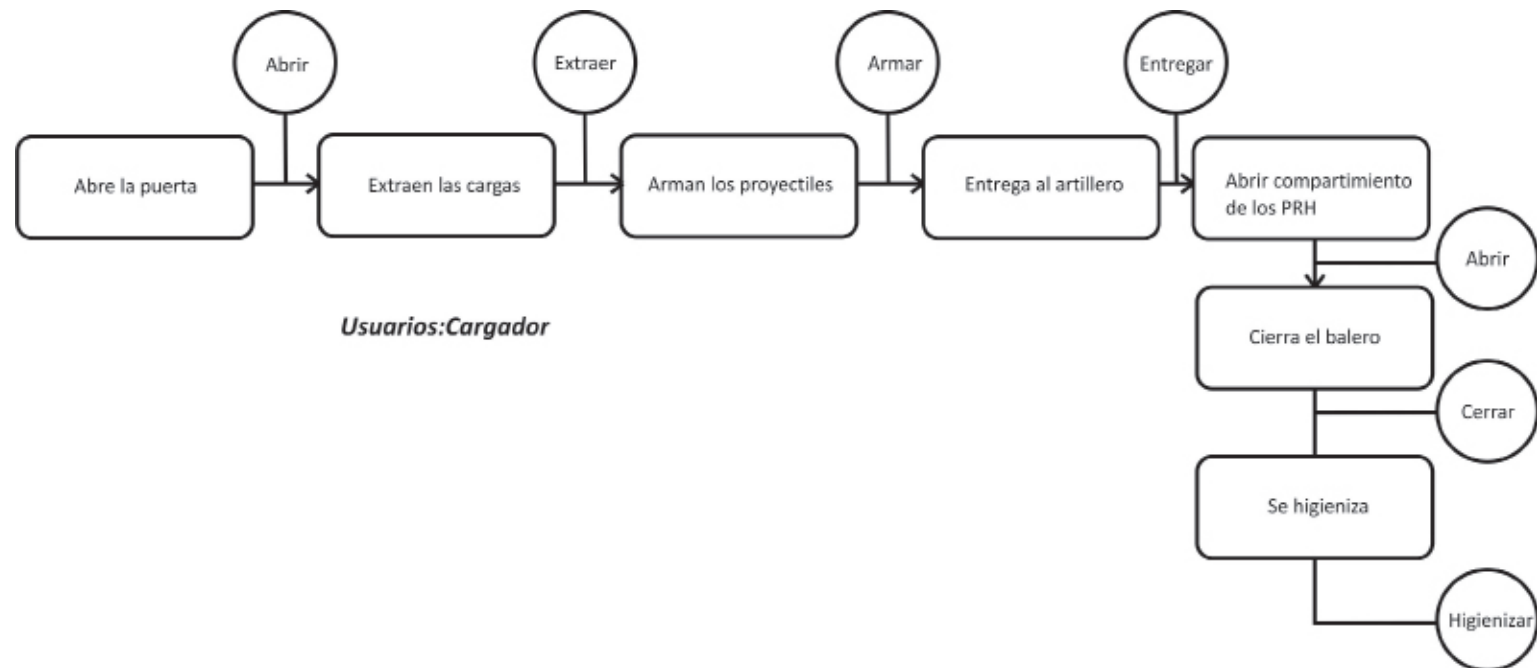 Abrir
Extraer
Armar
Entregar
Abre la puerta
Extraen las cargas
Arman los proyectiles
Entrega al artillero
Abrir compartimiento
de los PRH
Abrir
Usuarios:Cargador
Cierra el balero
Cerrar
Se higieniza
Higienizar